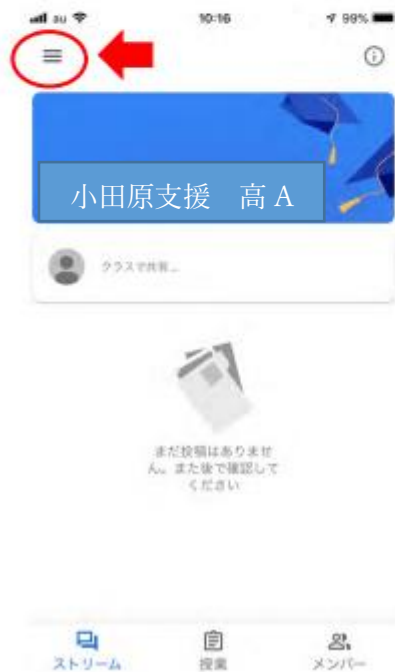 au 10:16 99%
小田原支援　高A
クラスで共有...
まだ投稿はありませ
ん。また後で確認して
ください
ストリーム 授業 メンバー